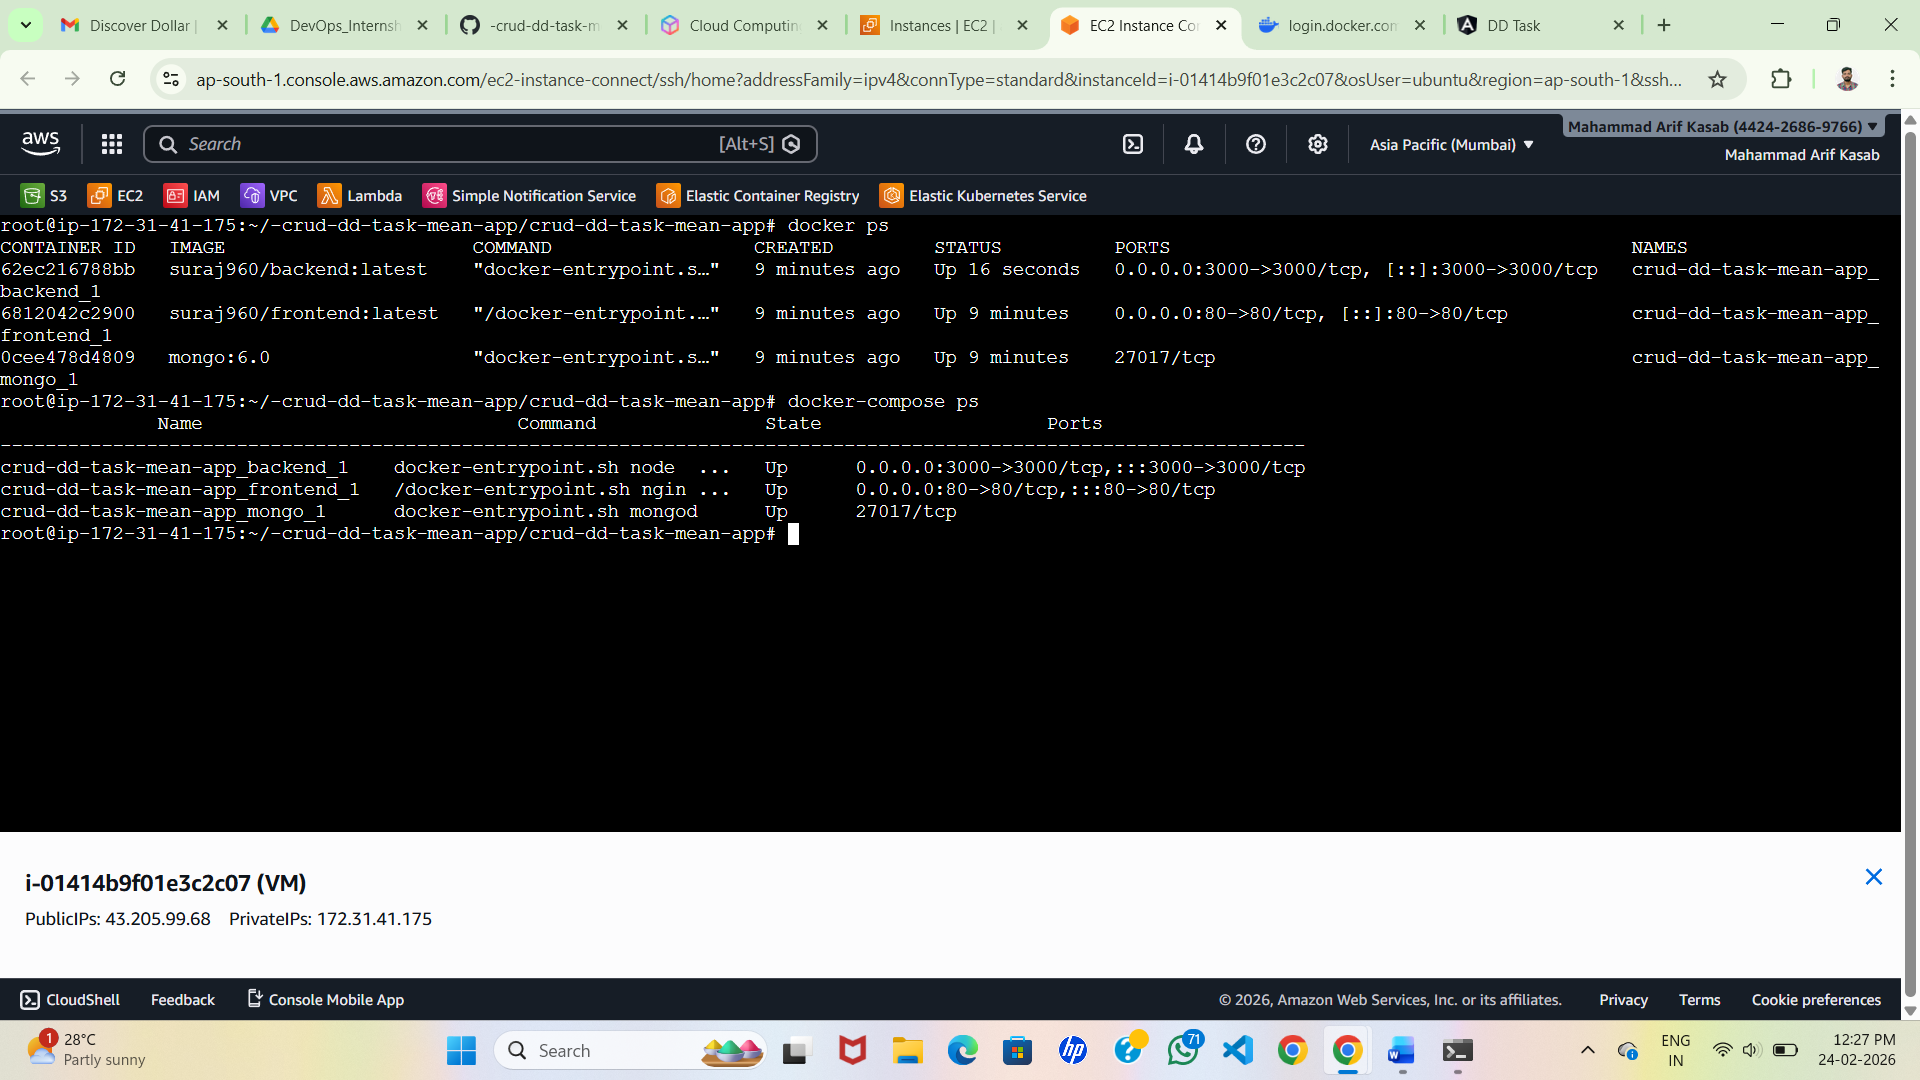 Discover Dollar |
DevOps_Internsh
-crud-dd-task-m
Cloud Computing
Instances | EC2 |
EC2 Instance Con
login.docker.com
DD Task
ap-south-1.console.aws.amazon.com/ec2-instance-connect/ssh/home?addressFamily=ipv4&connType=standard&instanceId=i-01414b9f01e3c2c07&osUser=ubuntu&region=ap-south-1&ssh...
aws
Search
[Alt+S]
Asia Pacific (Mumbai)
Mahammad Arif Kasab (4424-2686-9766)
Mahammad Arif Kasab
S3 EC2 IAM VPC Lambda Simple Notification Service Elastic Container Registry Elastic Kubernetes Service
root@ip-172-31-41-175:~/-crud-dd-task-mean-app/crud-dd-task-mean-app# docker ps
CONTAINER ID IMAGE COMMAND CREATED STATUS PORTS NAMES
62ec216788bb suraj960/backend:latest "docker-entrypoint.s…" 9 minutes ago Up 16 seconds 0.0.0.0:3000->3000/tcp, [::]:3000->3000/tcp crud-dd-task-mean-app_
backend_1
6812042c2900 suraj960/frontend:latest "/docker-entrypoint.…" 9 minutes ago Up 9 minutes 0.0.0.0:80->80/tcp, [::]:80->80/tcp crud-dd-task-mean-app_
frontend_1
0cee478d4809 mongo:6.0 "docker-entrypoint.s…" 9 minutes ago Up 9 minutes 27017/tcp crud-dd-task-mean-app_
mongo_1
root@ip-172-31-41-175:~/-crud-dd-task-mean-app/crud-dd-task-mean-app# docker-compose ps
Name Command State Ports
--------------------------------------------------------------------------------------------------------------------
crud-dd-task-mean-app_backend_1 docker-entrypoint.sh node ... Up 0.0.0.0:3000->3000/tcp,:::3000->3000/tcp
crud-dd-task-mean-app_frontend_1 /docker-entrypoint.sh ngin ... Up 0.0.0.0:80->80/tcp,:::80->80/tcp
crud-dd-task-mean-app_mongo_1 docker-entrypoint.sh mongod Up 27017/tcp
root@ip-172-31-41-175:~/-crud-dd-task-mean-app/crud-dd-task-mean-app#
i-01414b9f01e3c2c07 (VM)
PublicIPs: 43.205.99.68 PrivateIPs: 172.31.41.175
CloudShell Feedback Console Mobile App
© 2026, Amazon Web Services, Inc. or its affiliates. Privacy Terms Cookie preferences
1
28°C
Partly sunny
Search
hp
71
ENG
IN
12:27 PM
24-02-2026